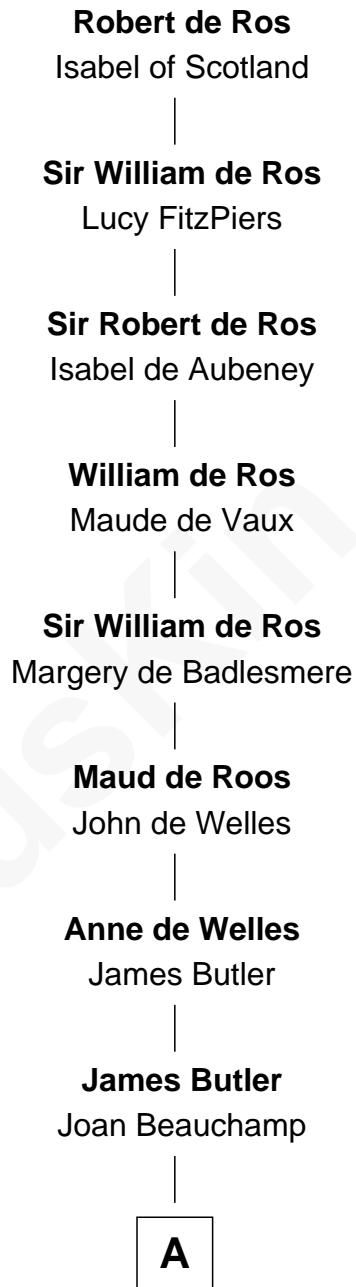 Robert de Ros
Isabel of Scotland
Sir William de Ros
Lucy FitzPiers
Sir Robert de Ros
Isabel de Aubeney
William de Ros
Maude de Vaux
Sir William de Ros
Margery de Badlesmere
Maud de Roos
John de Welles
Anne de Welles
James Butler
James Butler
Joan Beauchamp
A